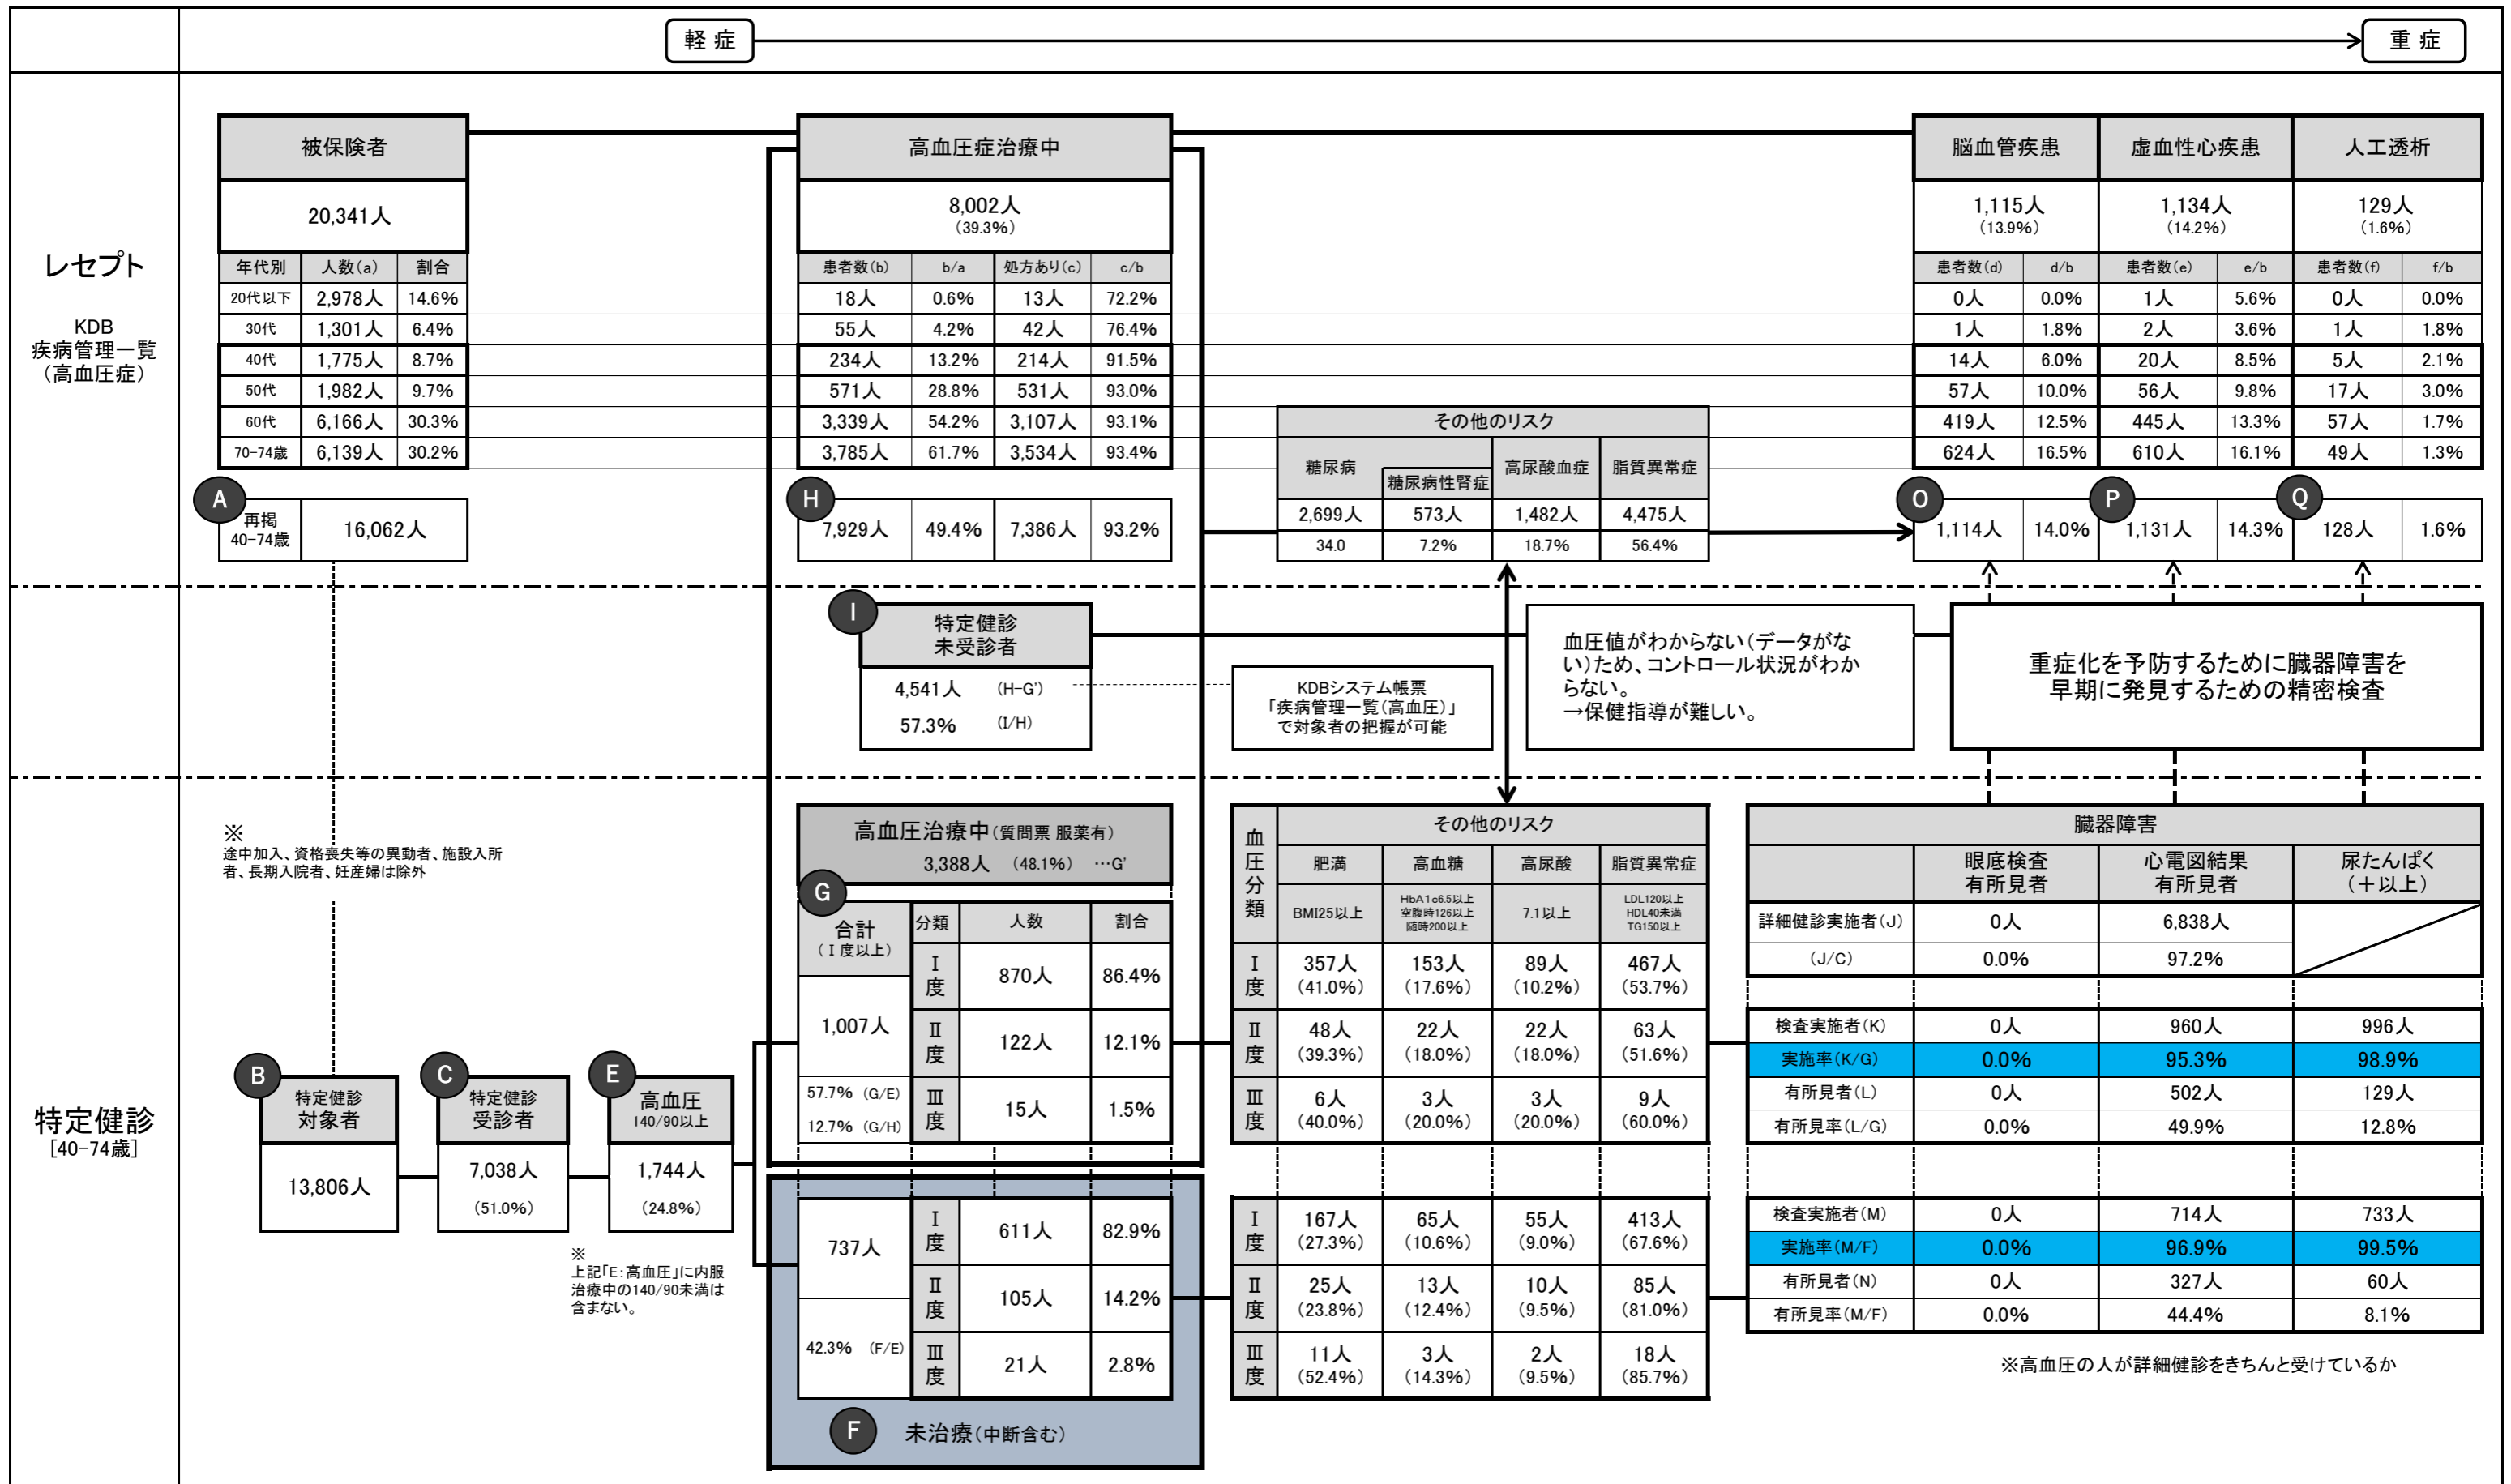 軽 症
重 症
レセプト
KDB
疾病管理一覧
（高血圧症）
被保険者
20,341人
年代別 人数（a） 割合
20代以下 2,978人 14.6%
30代 1,301人 6.4%
40代 1,775人 8.7%
50代 1,982人 9.7%
60代 6,166人 30.3%
70-74歳 6,139人 30.2%
A
再掲
40-74歳
16,062人
高血圧症治療中
8,002人
（39.3%）
患者数（b） b/a 処方あり（c） c/b
18人 0.6% 13人 72.2%
55人 4.2% 42人 76.4%
234人 13.2% 214人 91.5%
571人 28.8% 531人 93.0%
3,339人 54.2% 3,107人 93.1%
3,785人 61.7% 3,534人 93.4%
H
7,929人 49.4% 7,386人 93.2%
その他のリスク
糖尿病 糖尿病性腎症 高尿酸血症 脂質異常症
2,699人 573人 1,482人 4,475人
34.0 7.2% 18.7% 56.4%
脳血管疾患 虚血性心疾患 人工透析
1,115人 1,134人 129人
（13.9%） （14.2%） （1.6%）
患者数（d） d/b 患者数（e） e/b 患者数（f） f/b
0人 0.0% 1人 5.6% 0人 0.0%
1人 1.8% 2人 3.6% 1人 1.8%
14人 6.0% 20人 8.5% 5人 2.1%
57人 10.0% 56人 9.8% 17人 3.0%
419人 12.5% 445人 13.3% 57人 1.7%
624人 16.5% 610人 16.1% 49人 1.3%
O P Q
1,114人 14.0% 1,131人 14.3% 128人 1.6%
I
特定健診
未受診者
4,541人 （H-G'）
57.3% （I/H）
KDBシステム帳票
「疾病管理一覧（高血圧）」
で対象者の把握が可能
血圧値がわからない（データがな
い）ため、コントロール状況がわか
らない。
→保健指導が難しい。
重症化を予防するために臓器障害を
早期に発見するための精密検査
特定健診
[40-74歳]
※
途中加入、資格喪失等の異動者、施設入所
者、長期入院者、妊産婦は除外
B
特定健診
対象者
13,806人
C
特定健診
受診者
7,038人
（51.0%）
E
高血圧
140/90以上
1,744人
（24.8%）
※
上記「E:高血圧」に内服
治療中の140/90未満は
含まない。
高血圧治療中（質問票 服薬有）
3,388人 （48.1%） …G'
G
合計
（Ⅰ度以上）
分類 人数 割合
Ⅰ度 870人 86.4%
1,007人
Ⅱ度 122人 12.1%
57.7% （G/E）
12.7% （G/H）
Ⅲ度 15人 1.5%
737人
Ⅰ度 611人 82.9%
Ⅱ度 105人 14.2%
42.3% （F/E）
Ⅲ度 21人 2.8%
F
未治療（中断含む）
血圧分類
その他のリスク
肥満 高血糖 高尿酸 脂質異常症
BMI25以上
HbA1c6.5以上
空腹時126以上
随時200以上
7.1以上
LDL120以上
HDL40未満
TG150以上
Ⅰ度 357人 153人 89人 467人
（41.0%） （17.6%） （10.2%） （53.7%）
Ⅱ度 48人 22人 22人 63人
（39.3%） （18.0%） （18.0%） （51.6%）
Ⅲ度 6人 3人 3人 9人
（40.0%） （20.0%） （20.0%） （60.0%）
Ⅰ度 167人 65人 55人 413人
（27.3%） （10.6%） （9.0%） （67.6%）
Ⅱ度 25人 13人 10人 85人
（23.8%） （12.4%） （9.5%） （81.0%）
Ⅲ度 11人 3人 2人 18人
（52.4%） （14.3%） （9.5%） （85.7%）
臓器障害
眼底検査 心電図結果 尿たんぱく
有所見者 有所見者 （＋以上）
詳細健診実施者（J） 0人 6,838人
（J/C） 0.0% 97.2%
検査実施者（K） 0人 960人 996人
実施率（K/G） 0.0% 95.3% 98.9%
有所見者（L） 0人 502人 129人
有所見率（L/G） 0.0% 49.9% 12.8%
検査実施者（M） 0人 714人 733人
実施率（M/F） 0.0% 96.9% 99.5%
有所見者（N） 0人 327人 60人
有所見率（M/F） 0.0% 44.4% 8.1%
※高血圧の人が詳細健診をきちんと受けているか